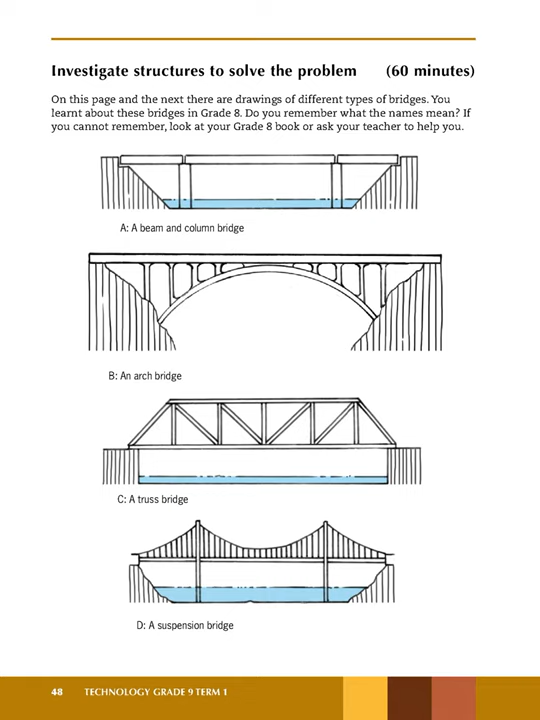 Investigate structures to solve the problem (60 minutes)
On this page and the next there are drawings of different types of bridges. You
learnt about these bridges in Grade 8. Do you remember what the names mean? If
you cannot remember, look at your Grade 8 book or ask your teacher to help you.
A: A beam and column bridge
B: An arch bridge
C: A truss bridge
D: A suspension bridge
48 TECHNOLOGY GRADE 9 TERM 1